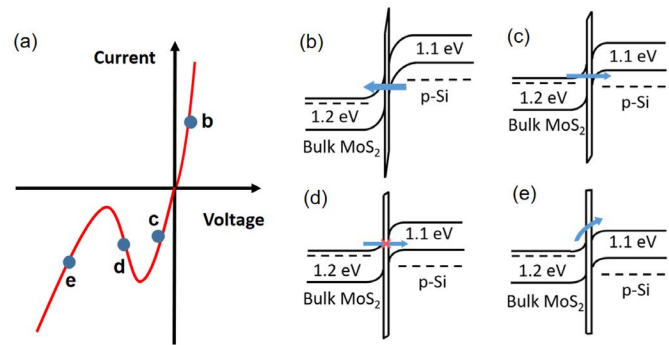 (a)
Current
Voltage
b
c
d
e
(b)
1.1 eV
p-Si
1.2 eV
Bulk MoS₂
(c)
1.1 eV
p-Si
1.2 eV
Bulk MoS₂
(d)
1.1 eV
p-Si
1.2 eV
Bulk MoS₂
(e)
1.1 eV
p-Si
1.2 eV
Bulk MoS₂